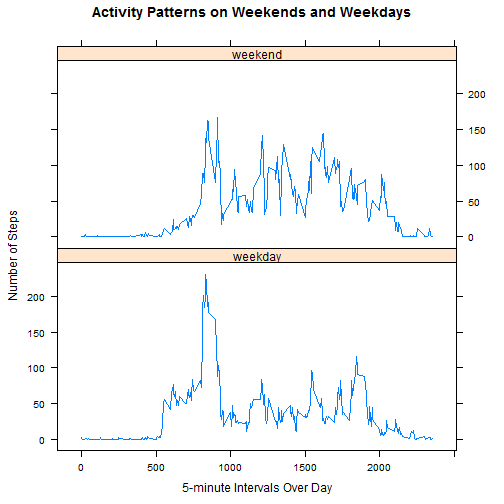 Activity Patterns on Weekends and Weekdays
weekend
200
150
100
50
0
weekday
200
150
100
50
0
Number of Steps
0 500 1000 1500 2000
5-minute Intervals Over Day